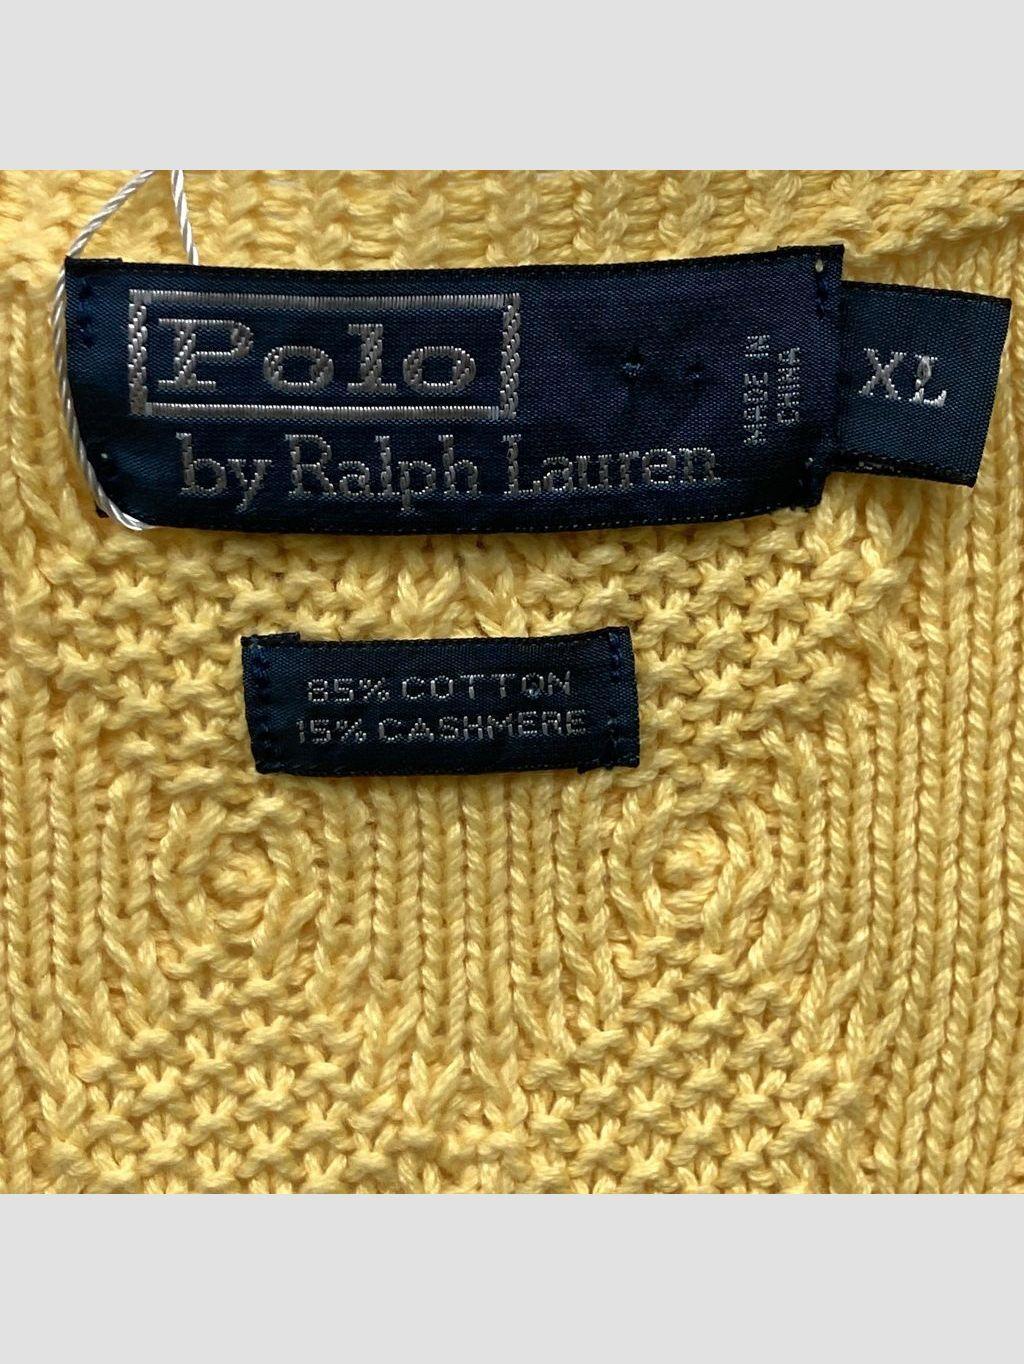 Polo
by Ralph Lauren
MADE IN
CHINA
XL
85% COTTON
15% CASHMERE